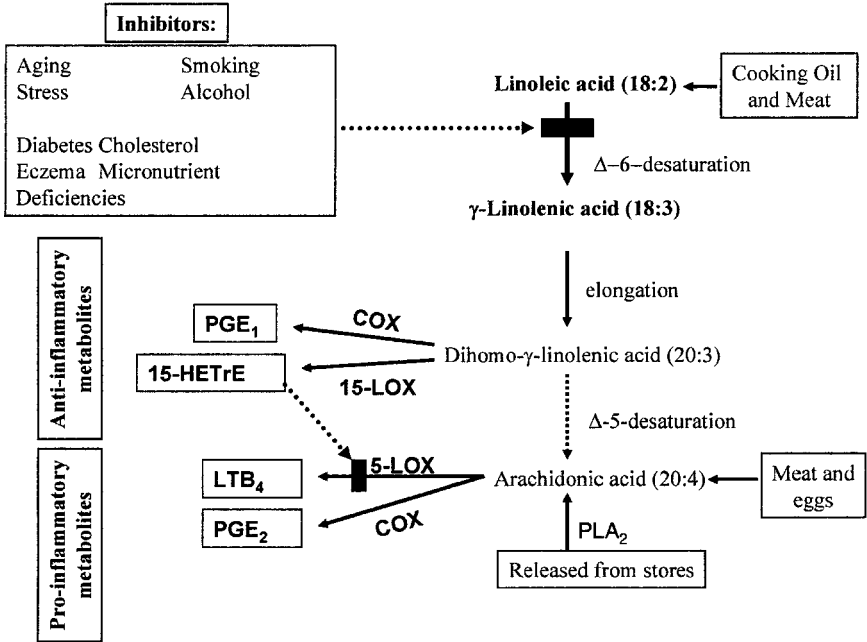 Inhibitors:
Aging Smoking
Stress Alcohol
Diabetes Cholesterol
Eczema Micronutrient
Deficiencies
Linoleic acid (18:2)
Cooking Oil
and Meat
Δ–6–desaturation
γ-Linolenic acid (18:3)
elongation
Anti-inflammatory
metabolites
PGE₁
COX
15-HETrE
15-LOX
Dihomo-γ-linolenic acid (20:3)
Δ-5-desaturation
Pro-inflammatory
metabolites
LTB₄
5-LOX
PGE₂
COX
Arachidonic acid (20:4)
Meat and
eggs
PLA₂
Released from stores